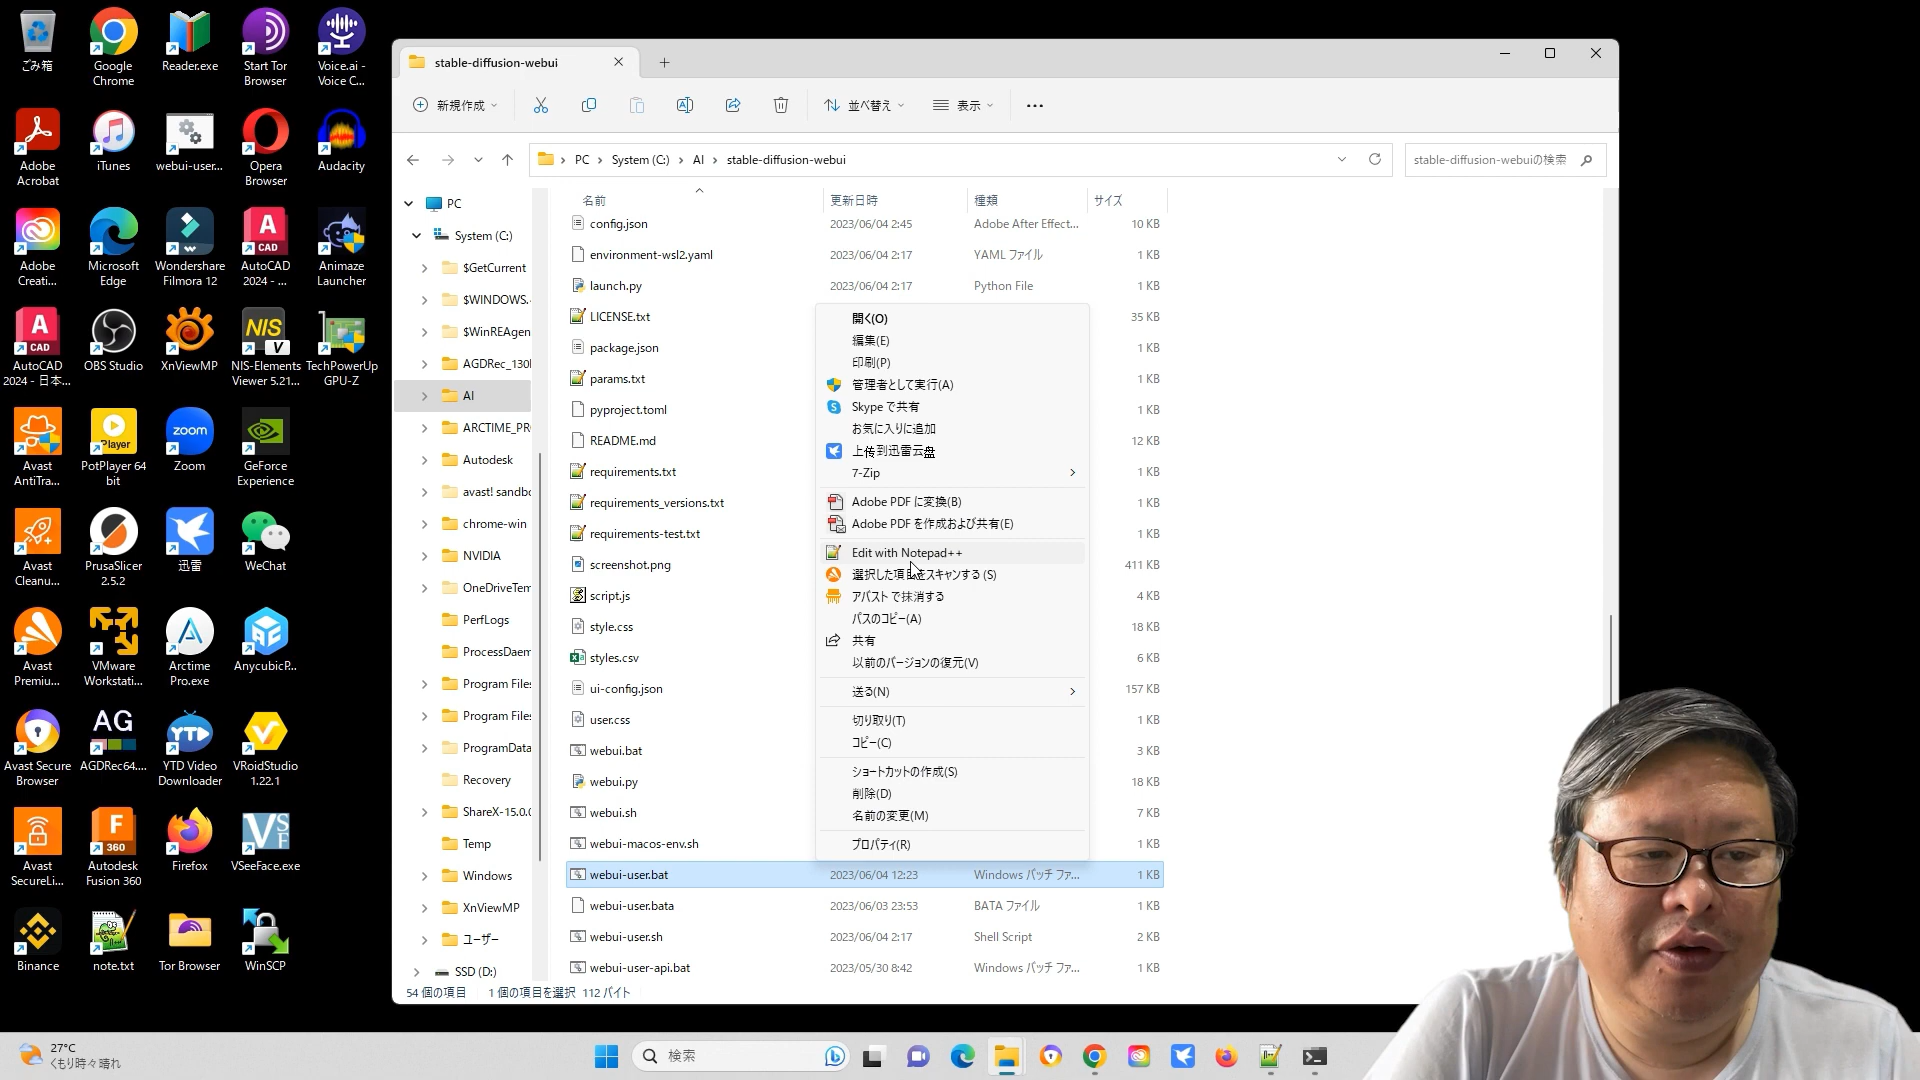 ごみ箱
Google Chrome
Reader.exe
Start Tor Browser
Voice.ai - Voice C...
Adobe Acrobat
iTunes
webui-user...
Opera Browser
Audacity
Adobe Creati...
Microsoft Edge
Wondershare Filmora 12
AutoCAD 2024 - ...
Animaze Launcher
AutoCAD 2024 - 日本...
OBS Studio
XnViewMP
NIS-Elements Viewer 5.21...
TechPowerUp GPU-Z
Avast AntiTra...
PotPlayer 64 bit
Zoom
GeForce Experience
Avast Cleanu...
PrusaSlicer 2.5.2
迅雷
WeChat
Avast Premiu...
VMware Workstati...
Arctime Pro.exe
AnycubicP...
Avast Secure Browser
AGDRec64....
YTD Video Downloader
VRoidStudio 1.22.1
Avast SecureLi...
Autodesk Fusion 360
Firefox
VSeeFace.exe
Binance
note.txt
Tor Browser
WinSCP
stable-diffusion-webui
新規作成
並べ替え
表示
PC > System (C:) > AI > stable-diffusion-webui
stable-diffusion-webuiの検索
PC
System (C:)
$GetCurrent
$WINDOWS.
$WinREAgen
AGDRec_130
AI
ARCTIME_PR
Autodesk
avast! sandbo
chrome-win
NVIDIA
OneDriveTem
PerfLogs
ProcessDaem
Program Files
Program Files
ProgramData
Recovery
ShareX-15.0.0
Temp
Windows
XnViewMP
ユーザー
SSD (D:)
名前 更新日時 種類 サイズ
config.json 2023/06/04 2:45 Adobe After Effect... 10 KB
environment-wsl2.yaml 2023/06/04 2:17 YAML ファイル 1 KB
launch.py 2023/06/04 2:17 Python File 1 KB
LICENSE.txt 35 KB
package.json 1 KB
params.txt 1 KB
pyproject.toml 1 KB
README.md 12 KB
requirements.txt 1 KB
requirements_versions.txt 1 KB
requirements-test.txt 1 KB
screenshot.png 411 KB
script.js 4 KB
style.css 18 KB
styles.csv 6 KB
ui-config.json 157 KB
user.css 1 KB
webui.bat 3 KB
webui.py 18 KB
webui.sh 7 KB
webui-macos-env.sh 1 KB
webui-user.bat 2023/06/04 12:23 Windows バッチ ファ... 1 KB
webui-user.bata 2023/06/03 23:53 BATA ファイル 1 KB
webui-user.sh 2023/06/04 2:17 Shell Script 2 KB
webui-user-api.bat 2023/05/30 8:42 Windows バッチ ファ... 1 KB
開く(O)
編集(E)
印刷(P)
管理者として実行(A)
Skype で共有
お気に入りに追加
上传到迅雷云盘
7-Zip
Adobe PDF に変換(B)
Adobe PDF を作成および共有(E)
Edit with Notepad++
選択した項目をスキャンする (S)
アバスト で抹消する
パスのコピー(A)
共有
以前のバージョンの復元(V)
送る(N)
切り取り(T)
コピー(C)
ショートカットの作成(S)
削除(D)
名前の変更(M)
プロパティ(R)
54 個の項目 1 個の項目を選択 112 バイト
27°C
くもり時々晴れ
検索